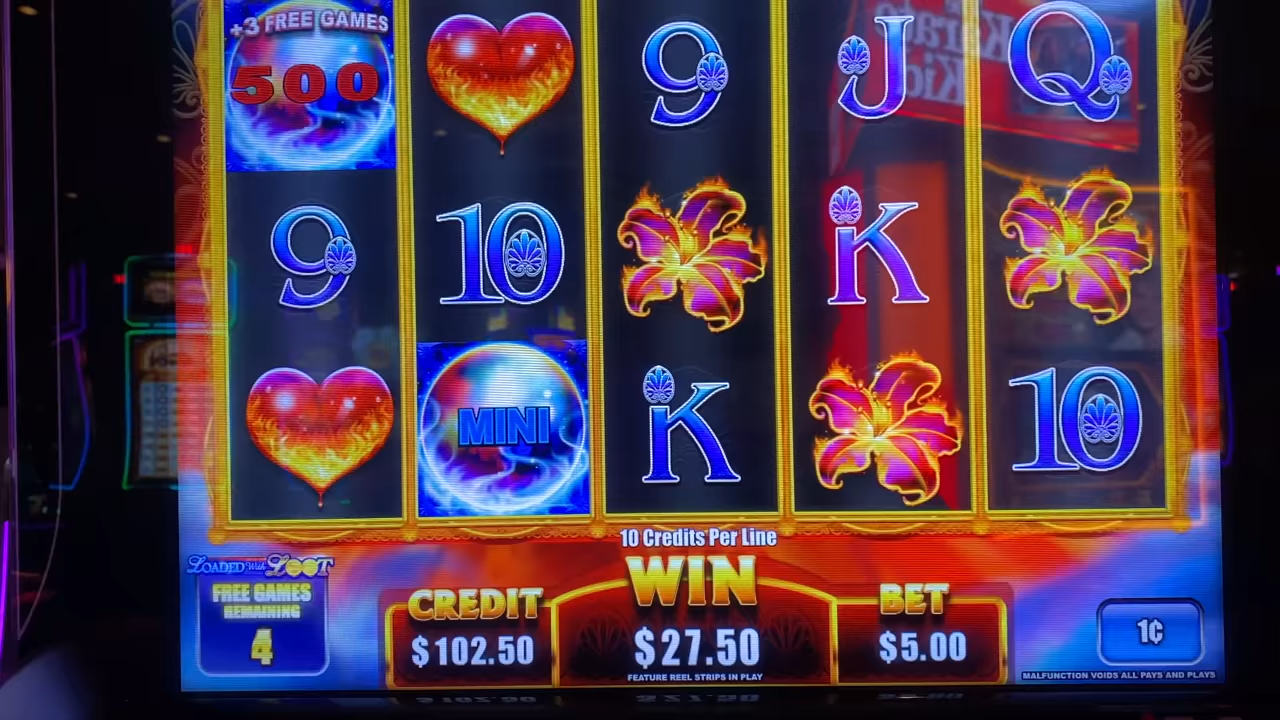 +3 FREE GAMES
500
9
J
Q
9
10
K
MINI
K
10
10 Credits Per Line
LOADED With LOOT
FREE GAMES
REMAINING
4
CREDIT
$102.50
WIN
$27.50
FEATURE REEL STRIPS IN PLAY
BET
$5.00
1¢
MALFUNCTION VOIDS ALL PAYS AND PLAYS
Karate